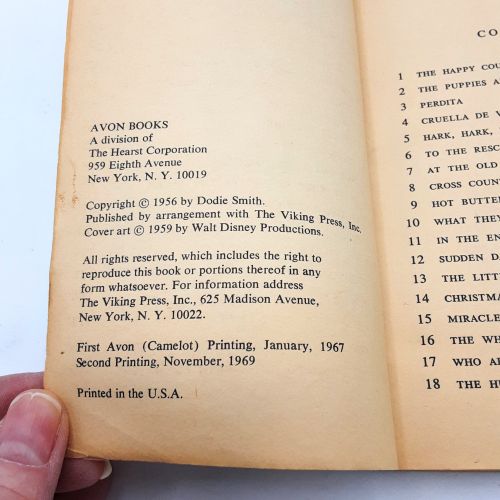 AVON BOOKS
A division of
The Hearst Corporation
959 Eighth Avenue
New York, N. Y. 10019
Copyright © 1956 by Dodie Smith.
Published by arrangement with The Viking Press, Inc.
Cover art © 1959 by Walt Disney Productions.
All rights reserved, which includes the right to
reproduce this book or portions thereof in any
form whatsoever. For information address
The Viking Press, Inc., 625 Madison Avenue,
New York, N. Y. 10022.
First Avon (Camelot) Printing, January, 1967
Second Printing, November, 1969
Printed in the U.S.A.
CO
1 THE HAPPY COU
2 THE PUPPIES A
3 PERDITA
4 CRUELLA DE V
5 HARK, HARK,
6 TO THE RESC
7 AT THE OLD
8 CROSS COUNT
9 HOT BUTTER
10 WHAT THEY
11 IN THE EN
12 SUDDEN DA
13 THE LITT
14 CHRISTMA
15 MIRACLE
16 THE WH
17 WHO AR
18 THE HU